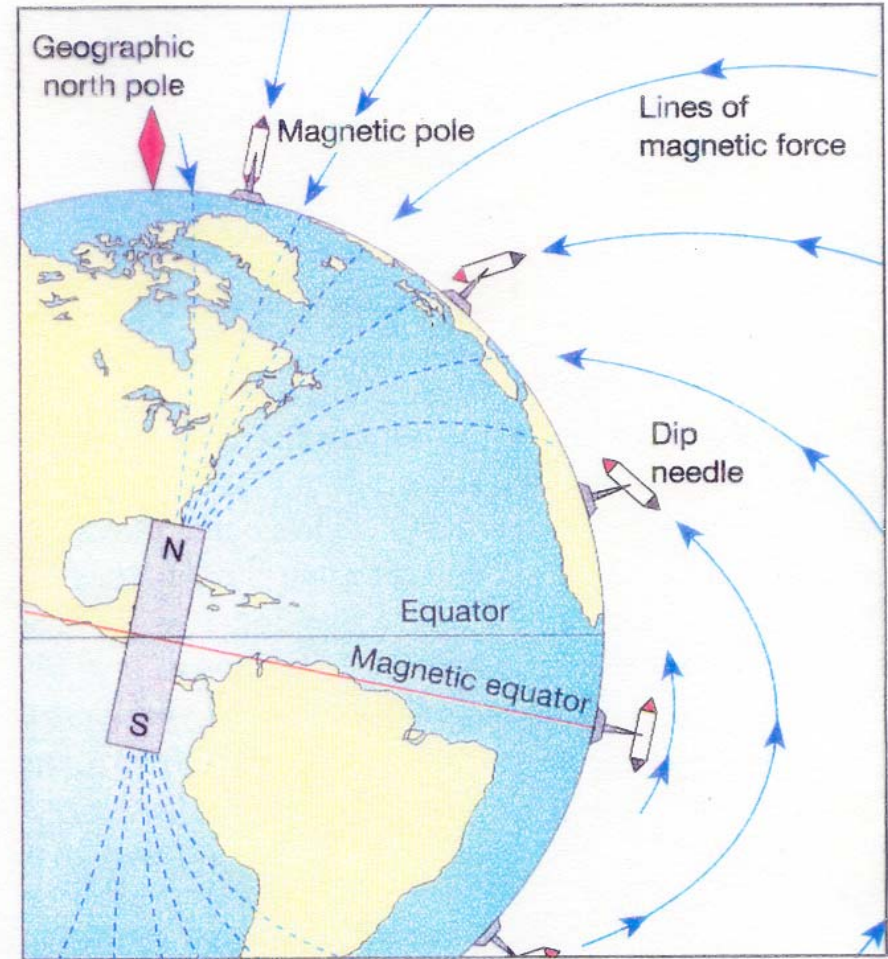 Geographic
north pole
Magnetic pole
Lines of
magnetic force
Dip
needle
N
Equator
Magnetic equator
S